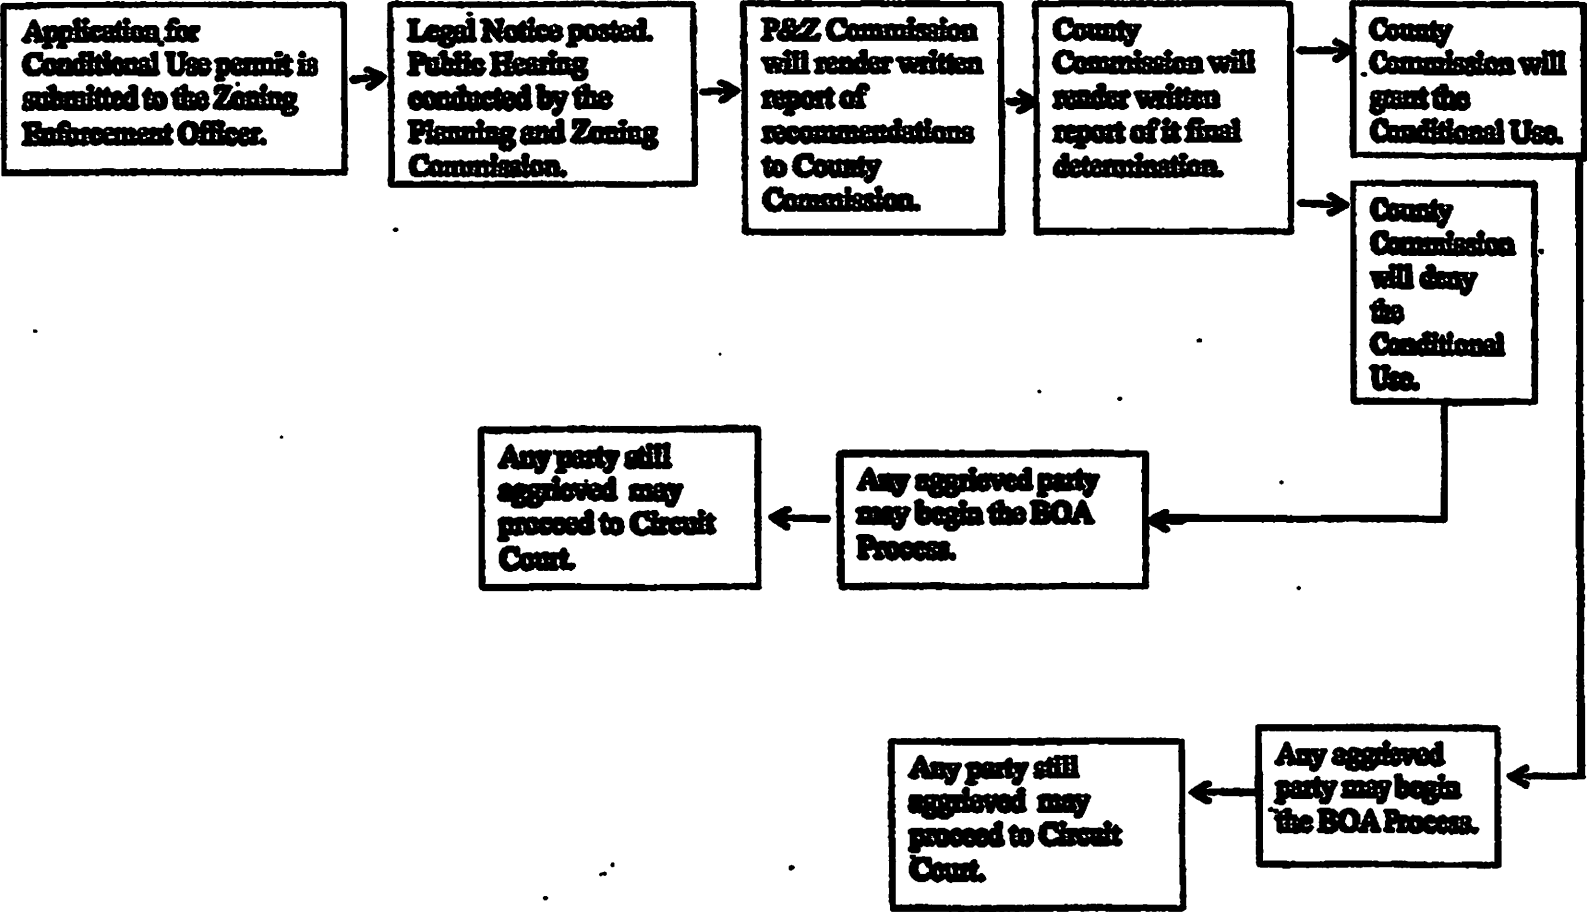 Application for
Conditional Use permit is
submitted to the Zoning
Enforcement Officer.
Legal Notice posted.
Public Hearing
conducted by the
Planning and Zoning
Commission.
P&Z Commission
will render written
report of
recommendations
to County
Commission.
County
Commission will
render written
report of it final
determination.
County
Commission will
grant the
Conditional Use.
County
Commission
will deny
the
Conditional
Use.
Any party still
aggrieved may
proceed to Circuit
Court.
Any aggrieved party
may begin the BOA
Process.
Any party still
aggrieved may
proceed to Circuit
Court.
Any aggrieved
party may begin
the BOA Process.